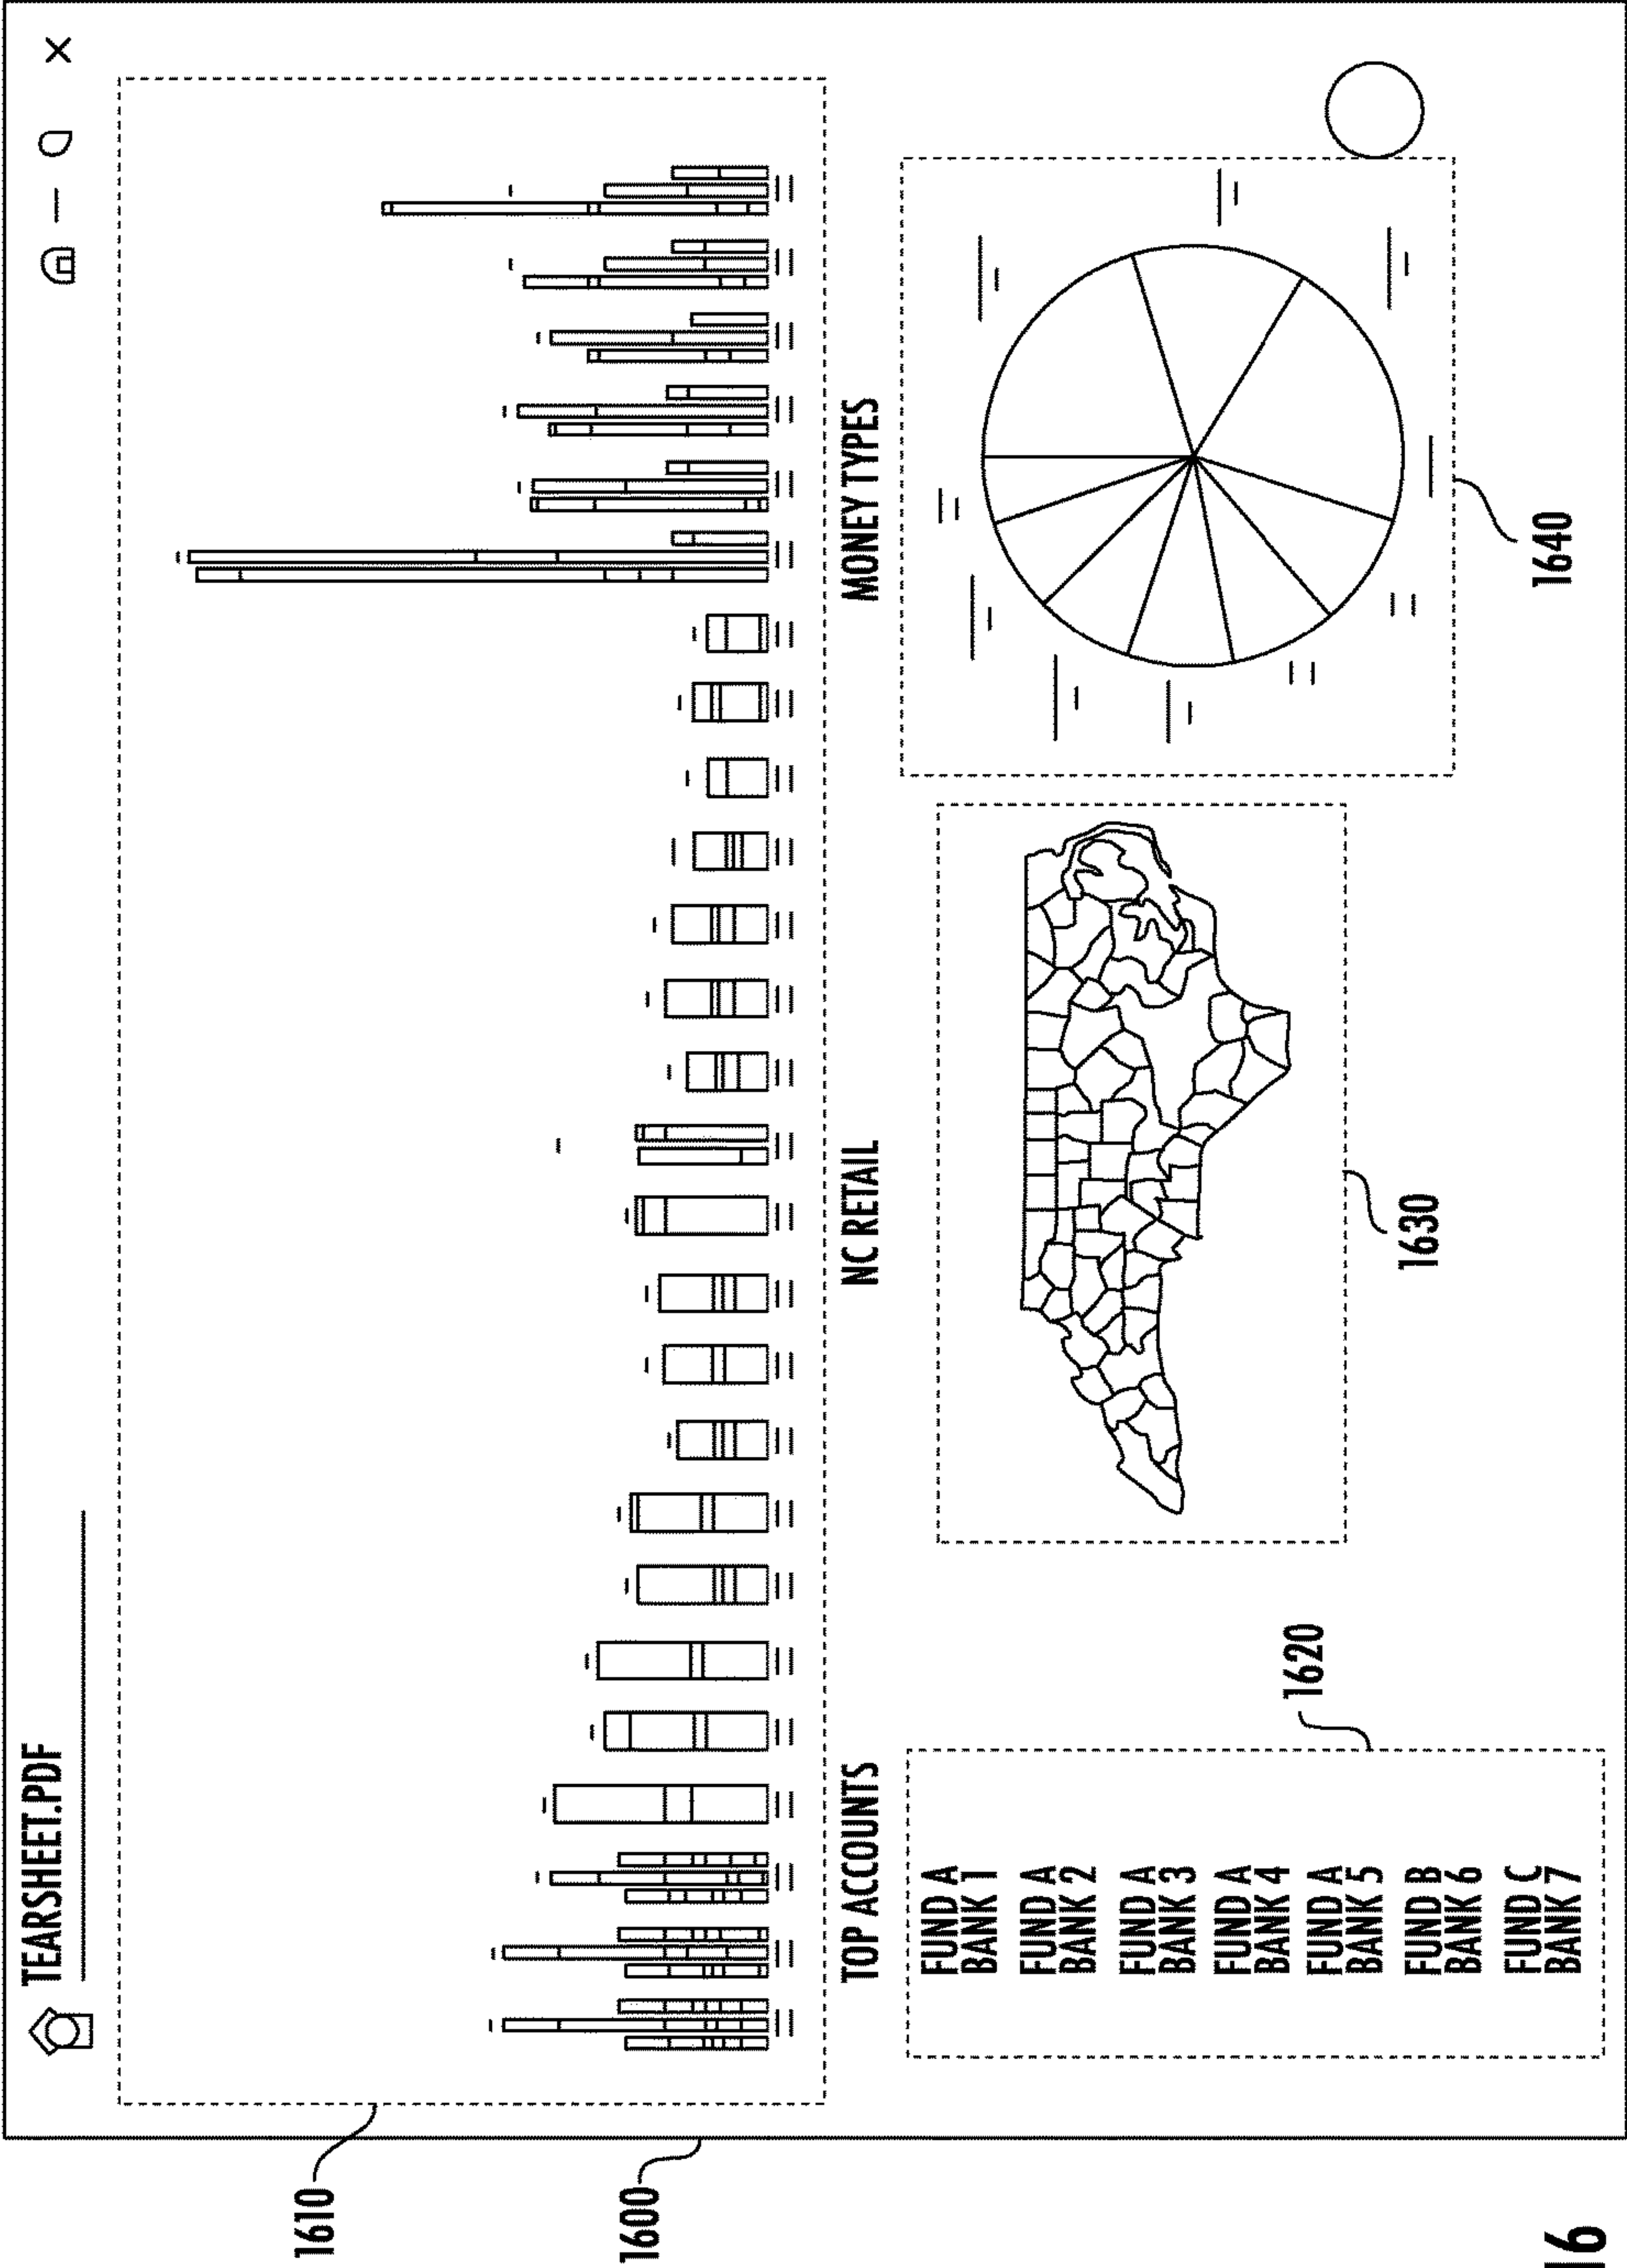 TEARSHEET.PDF
1610
1600
TOP ACCOUNTS
NC RETAIL
MONEY TYPES
FUND A
BANK 1
FUND A
BANK 2
FUND A
BANK 3
FUND A
BANK 4
FUND A
BANK 5
FUND B
BANK 6
FUND C
BANK 7
1620
1630
1640
16